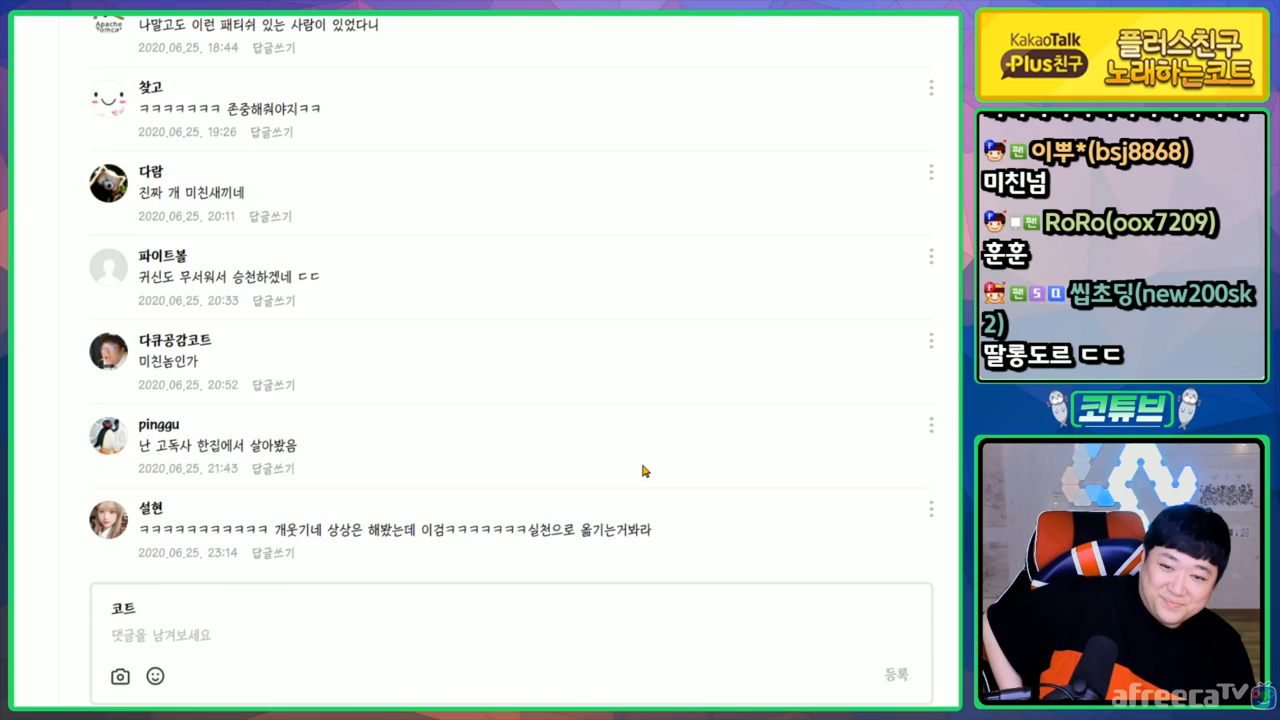 Apache
나말고도 이런 패티쉬 있는 사람이 있었다니
2020.06.25. 18:44 답글쓰기
찾고
ㅋㅋㅋㅋㅋㅋㅋ 존중해줘야지ㅋㅋ
2020.06.25. 19:26 답글쓰기
다람
진짜 개 미친새끼네
2020.06.25. 20:11 답글쓰기
파이트볼
귀신도 무서워서 승천하겠네 ㄷㄷ
2020.06.25. 20:33 답글쓰기
다큐공감코트
미친놈인가
2020.06.25. 20:52 답글쓰기
pinggu
난 고독사 한집에서 살아봤음
2020.06.25. 21:43 답글쓰기
설현
ㅋㅋㅋㅋㅋㅋㅋㅋㅋㅋㅋ 개웃기네 상상은 해봤는데 이검ㅋㅋㅋㅋㅋㅋㅋ실천으로 옮기는거봐라
2020.06.25. 23:14 답글쓰기
코트
댓글을 남겨보세요
등록
KakaoTalk
Plus친구
플러스친구
노래하는코트
팬 이뿌*(bsj8868)
미친넘
팬 RoRo(oox7209)
훈훈
팬 S 씹초딩(new200sk
2)
딸롱도르 ㄷㄷ
코튜브
afreecaTV